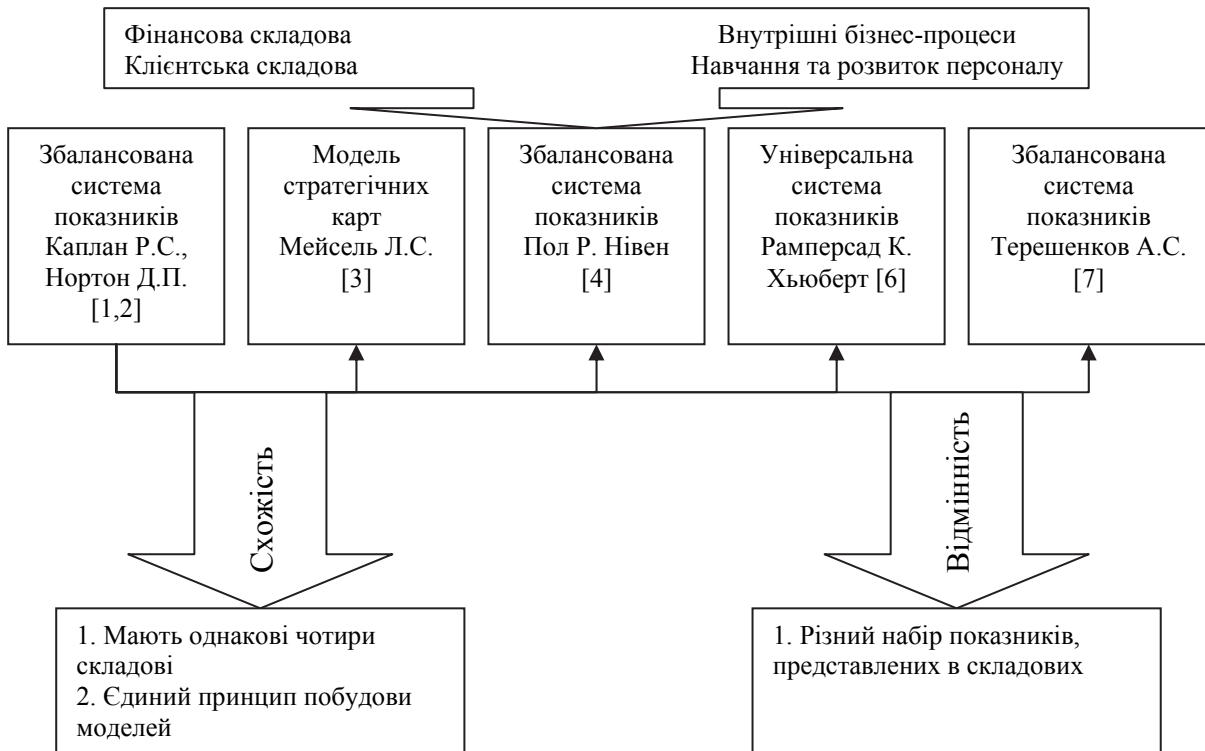 Фінансова складова
Клієнтська складова
Внутрішні бізнес-процеси
Навчання та розвиток персоналу
Збалансована
система
показників
Каплан Р.С.,
Нортон Д.П.
[1,2]
Модель
стратегічних
карт
Мейсель Л.С.
[3]
Збалансована
система
показників
Пол Р. Нівен
[4]
Універсальна
система
показників
Рамперсад К.
Хьюберт [6]
Збалансована
система
показників
Терешенков А.С.
[7]
Схожість
Відмінність
1. Мають однакові чотири
складові
2. Єдиний принцип побудови
моделей
1. Різний набір показників,
представлених в складових